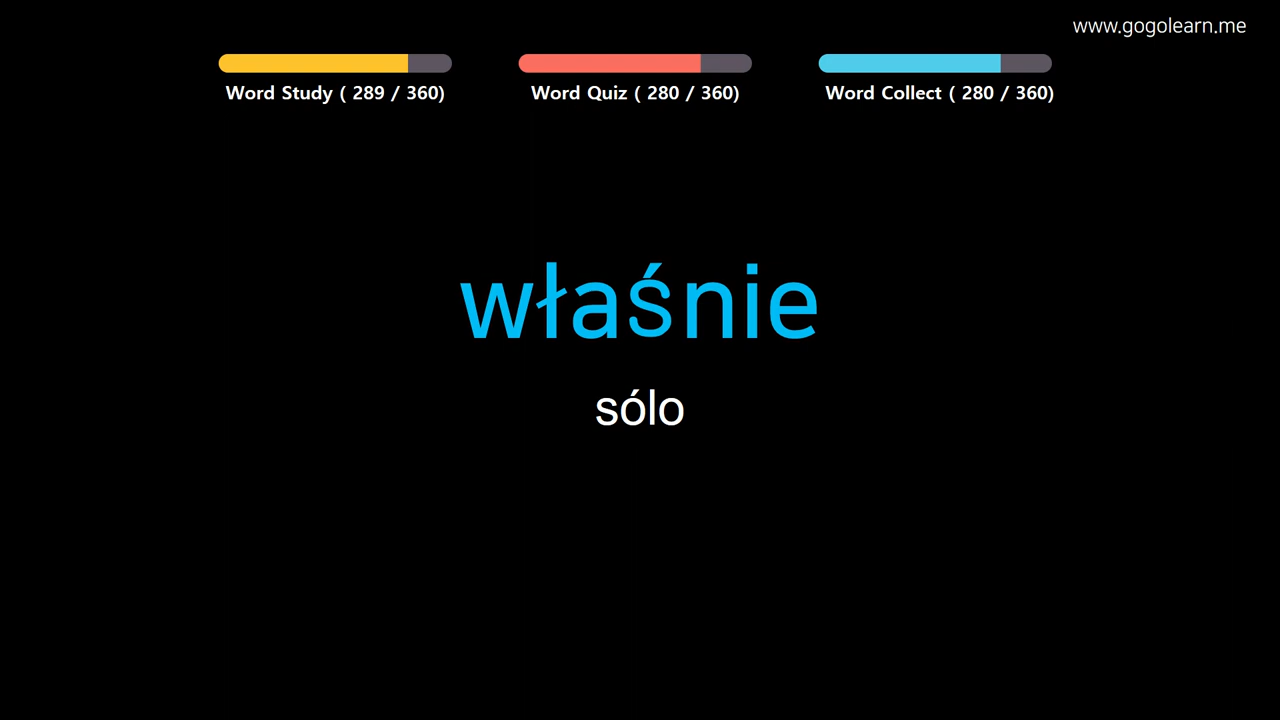 www.gogolearn.me
Word Study ( 289 / 360)
Word Quiz ( 280 / 360)
Word Collect ( 280 / 360)
właśnie
sólo